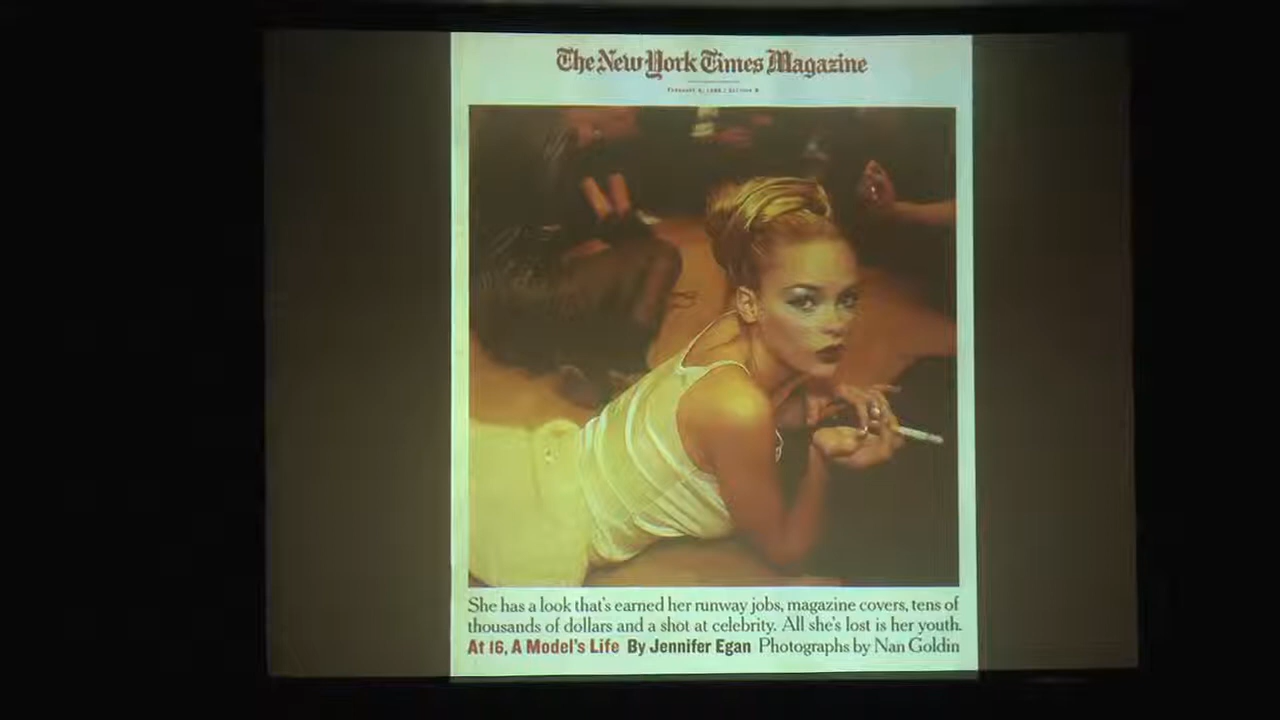 The New York Times Magazine
She has a look that's earned her runway jobs, magazine covers, tens of
thousands of dollars and a shot at celebrity. All she's lost is her youth.
At 16, A Model's Life By Jennifer Egan Photographs by Nan Goldin